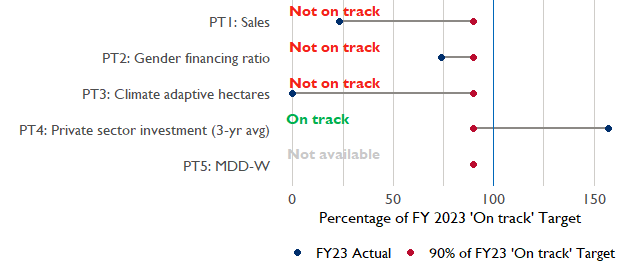 Not on track
PT1: Sales
Not on track
PT2: Gender financing ratio
Not on track
PT3: Climate adaptive hectares
On track
PT4: Private sector investment (3-yr avg)
Not available
PT5: MDD-W
0 50 100 150
Percentage of FY 2023 'On track' Target
FY23 Actual 90% of FY23 'On track' Target